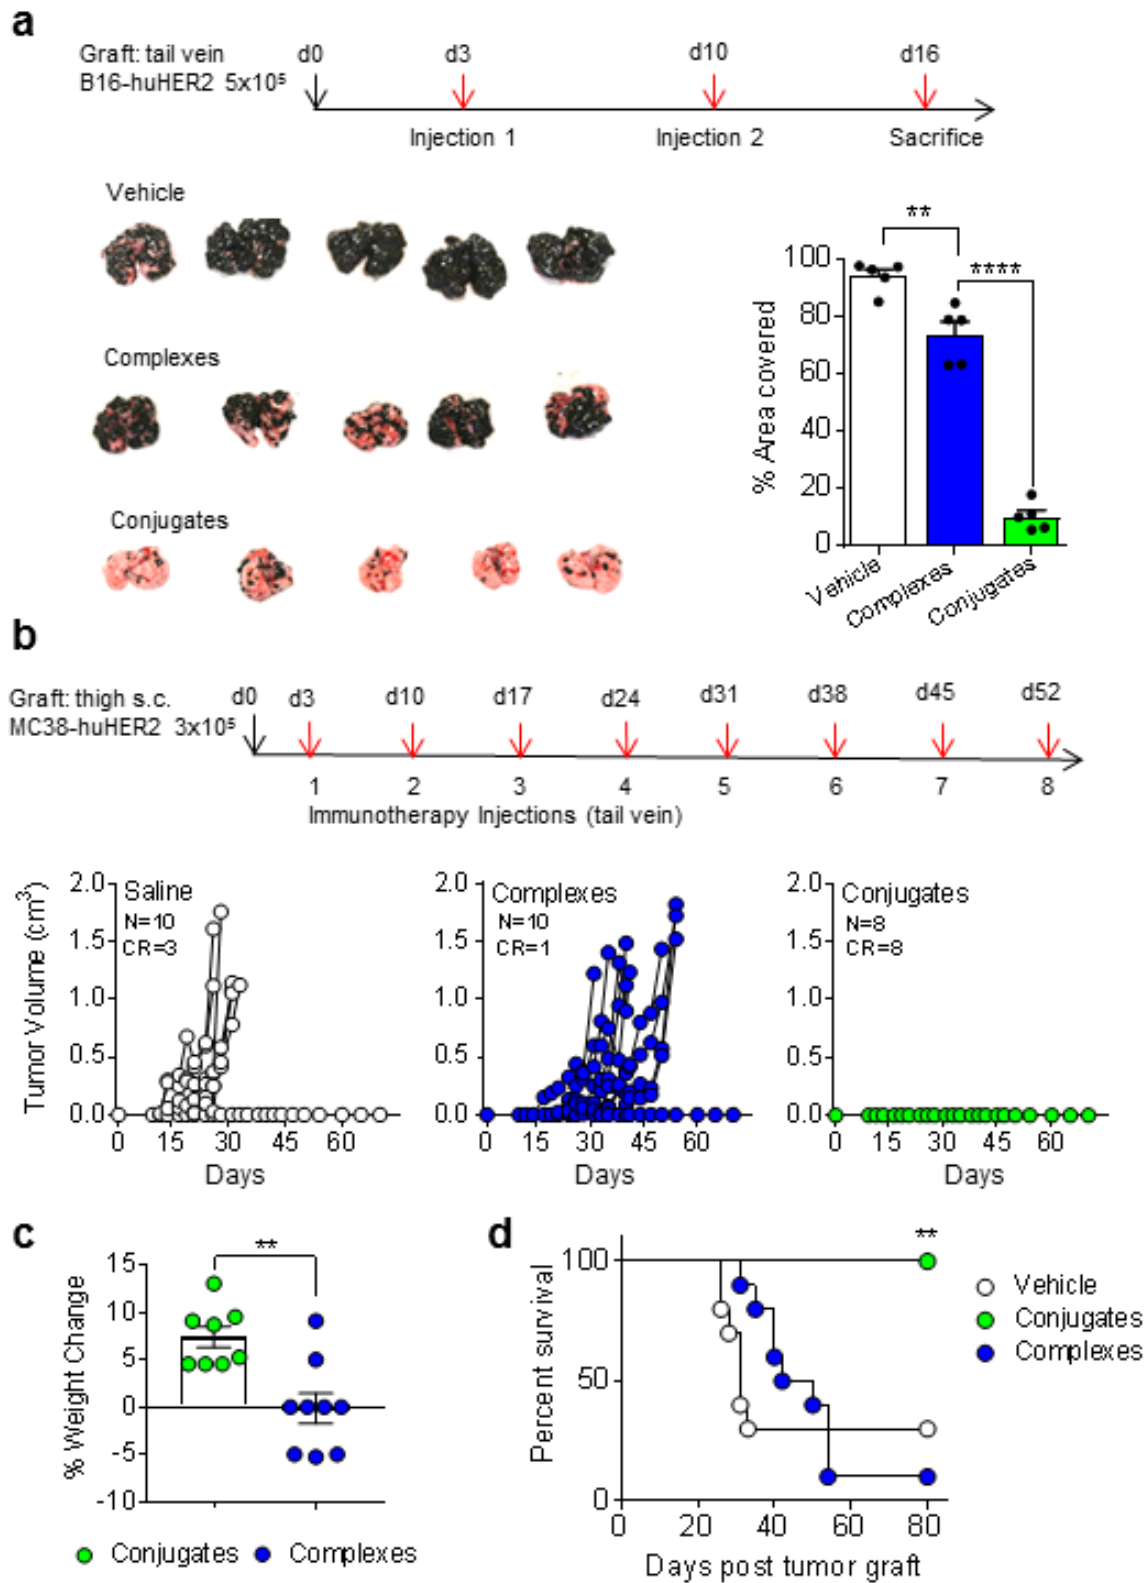 a
Graft: tail vein
B16-huHER2 5x10⁵
d0 d3 d10 d16
Injection 1 Injection 2 Sacrifice
Vehicle
Complexes
Conjugates
** ****
% Area covered
100
80
60
40
20
0
Vehicle Complexes Conjugates
b
Graft: thigh s.c.
MC38-huHER2 3x10⁵
d0 d3 d10 d17 d24 d31 d38 d45 d52
1 2 3 4 5 6 7 8
Immunotherapy Injections (tail vein)
Tumor Volume (cm³)
2.0
1.5
1.0
0.5
0.0
Saline
N=10
CR=3
0 15 30 45 60
Days
2.0
1.5
1.0
0.5
0.0
Complexes
N=10
CR=1
0 15 30 45 60
Days
2.0
1.5
1.0
0.5
0.0
Conjugates
N=8
CR=8
0 15 30 45 60
Days
c
% Weight Change
15
10
5
0
-5
-10
**
Conjugates Complexes
d
Percent survival
100
50
0
**
0 20 40 60 80
Days post tumor graft
Vehicle
Conjugates
Complexes